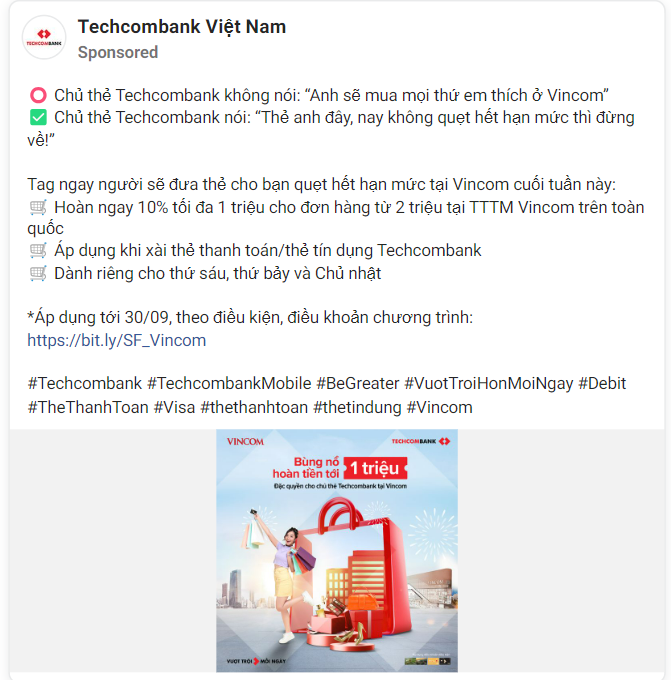 TECHCOMBANK
Techcombank Việt Nam
Sponsored
⭕ Chủ thẻ Techcombank không nói: “Anh sẽ mua mọi thứ em thích ở Vincom”
✅ Chủ thẻ Techcombank nói: “Thẻ anh đây, nay không quẹt hết hạn mức thì đừng
về!”
Tag ngay người sẽ đưa thẻ cho bạn quẹt hết hạn mức tại Vincom cuối tuần này:
🛒 Hoàn ngay 10% tối đa 1 triệu cho đơn hàng từ 2 triệu tại TTTM Vincom trên toàn
quốc
🛒 Áp dụng khi xài thẻ thanh toán/thẻ tín dụng Techcombank
🛒 Dành riêng cho thứ sáu, thứ bảy và Chủ nhật
*Áp dụng tới 30/09, theo điều kiện, điều khoản chương trình:
https://bit.ly/SF_Vincom
#Techcombank #TechcombankMobile #BeGreater #VuotTroiHonMoiNgay #Debit
#TheThanhToan #Visa #thethanhtoan #thetindung #Vincom
VINCOM
TECHCOMBANK
Bùng nổ
hoàn tiền tới 1 triệu
Đặc quyền cho chủ thẻ Techcombank tại Vincom
VƯỢT TRỘI MỖI NGÀY